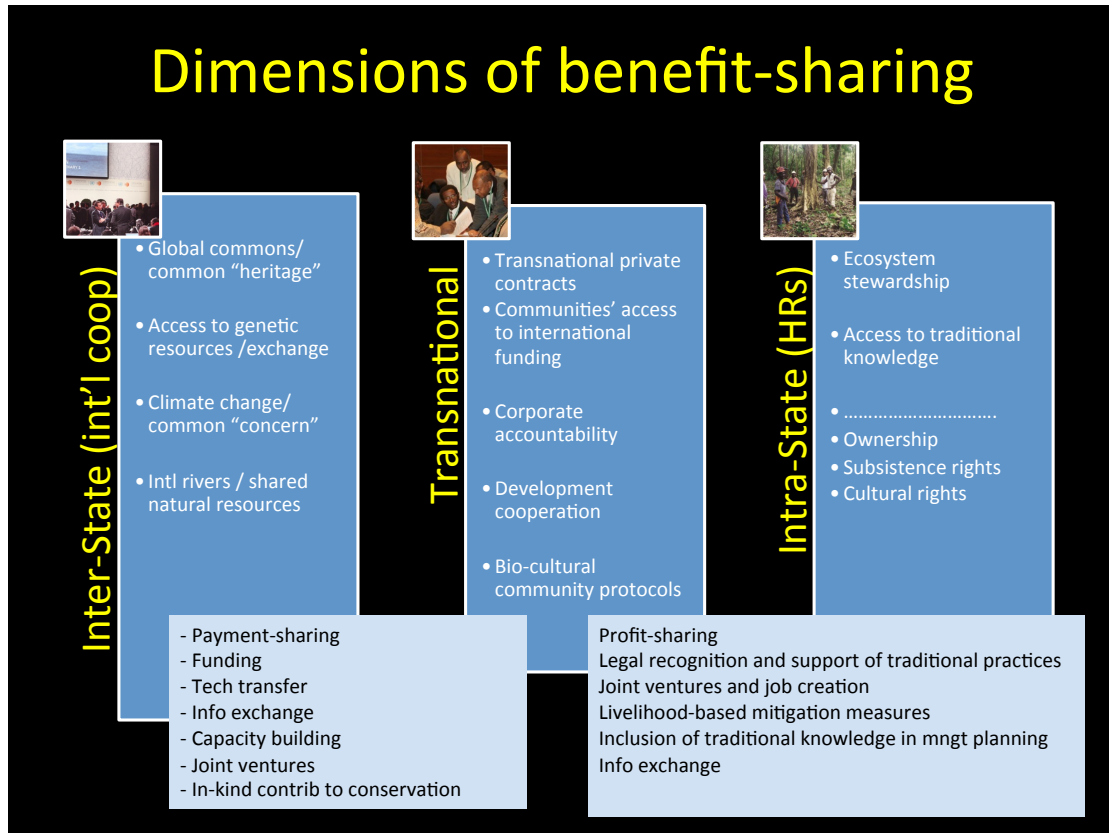 Dimensions of benefit-sharing
Inter-State (int'l coop)
• Global commons/
common “heritage”
• Access to genetic
resources /exchange
• Climate change/
common “concern”
• Intl rivers / shared
natural resources
Transnational
• Transnational private
contracts
• Communities’ access
to international
funding
• Corporate
accountability
• Development
cooperation
• Bio-cultural
community protocols
Intra-State (HRs)
• Ecosystem
stewardship
• Access to traditional
knowledge
• ……………………….
• Ownership
• Subsistence rights
• Cultural rights
- Payment-sharing
- Funding
- Tech transfer
- Info exchange
- Capacity building
- Joint ventures
- In-kind contrib to conservation
Profit-sharing
Legal recognition and support of traditional practices
Joint ventures and job creation
Livelihood-based mitigation measures
Inclusion of traditional knowledge in mngt planning
Info exchange